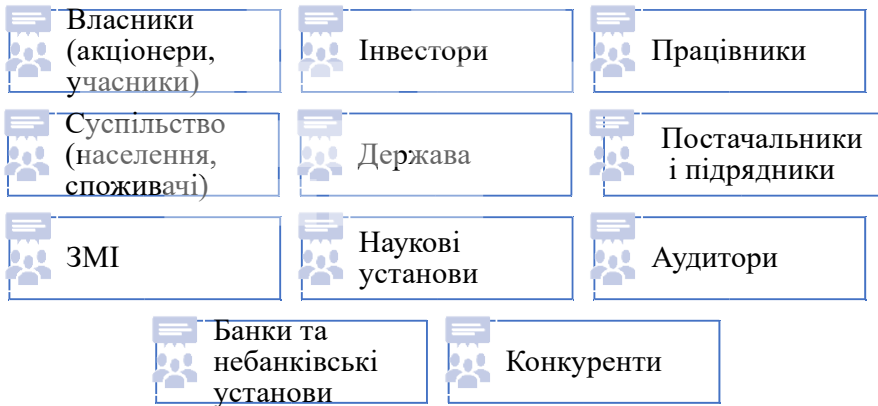 Власники
(акціонери,
учасники)
Інвестори
Працівники
Суспільство
(населення,
споживачі)
Держава
Постачальники
і підрядники
ЗМІ
Наукові
установи
Аудитори
Банки та
небанківські
установи
Конкуренти